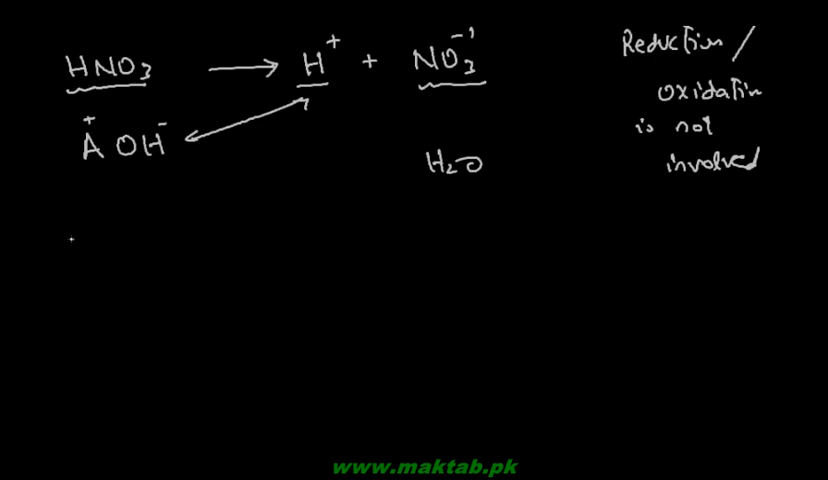 HNO₃ → H⁺ + NO₃⁻¹
A⁺ OH⁻
H₂O
Reduction /
oxidation
is not
involved
www.maktab.pk